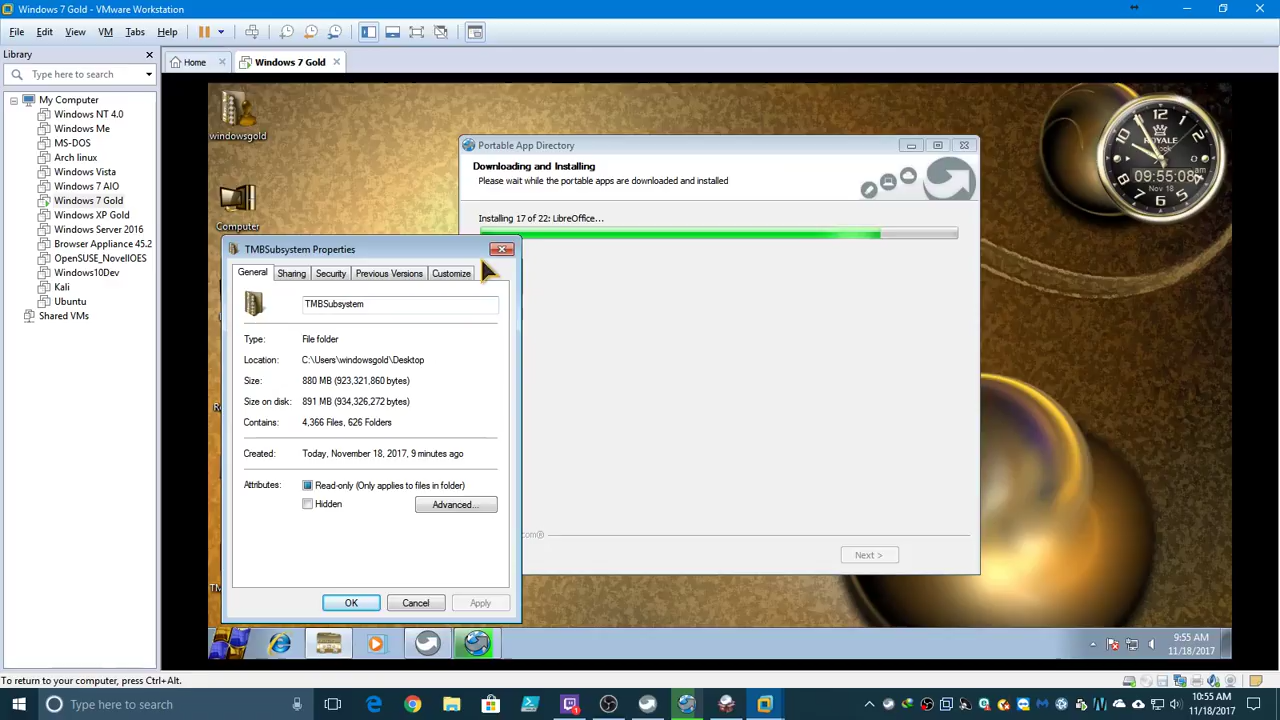 Windows 7 Gold - VMware Workstation
File Edit View VM Tabs Help
Library
Type here to search
My Computer
Windows NT 4.0
Windows Me
MS-DOS
Arch linux
Windows Vista
Windows 7 AIO
Windows 7 Gold
Windows XP Gold
Windows Server 2016
Browser Appliance 45.2
OpenSUSE_NovellOES
Windows10Dev
Kali
Ubuntu
Shared VMs
Home
Windows 7 Gold
windowsgold
Computer
Portable App Directory
Downloading and Installing
Please wait while the portable apps are downloaded and installed
Installing 17 of 22: LibreOffice...
.com®
Next >
TMBSubsystem Properties
General Sharing Security Previous Versions Customize
TMBSubsystem
Type: File folder
Location: C:\Users\windowsgold\Desktop
Size: 880 MB (923,321,860 bytes)
Size on disk: 891 MB (934,326,272 bytes)
Contains: 4,366 Files, 626 Folders
Created: Today, November 18, 2017, 9 minutes ago
Attributes: Read-only (Only applies to files in folder)
Hidden
Advanced...
OK Cancel Apply
12
ROYALE
09:55:08 am
Nov 18
9:55 AM
11/18/2017
To return to your computer, press Ctrl+Alt.
Type here to search
10:55 AM
11/18/2017